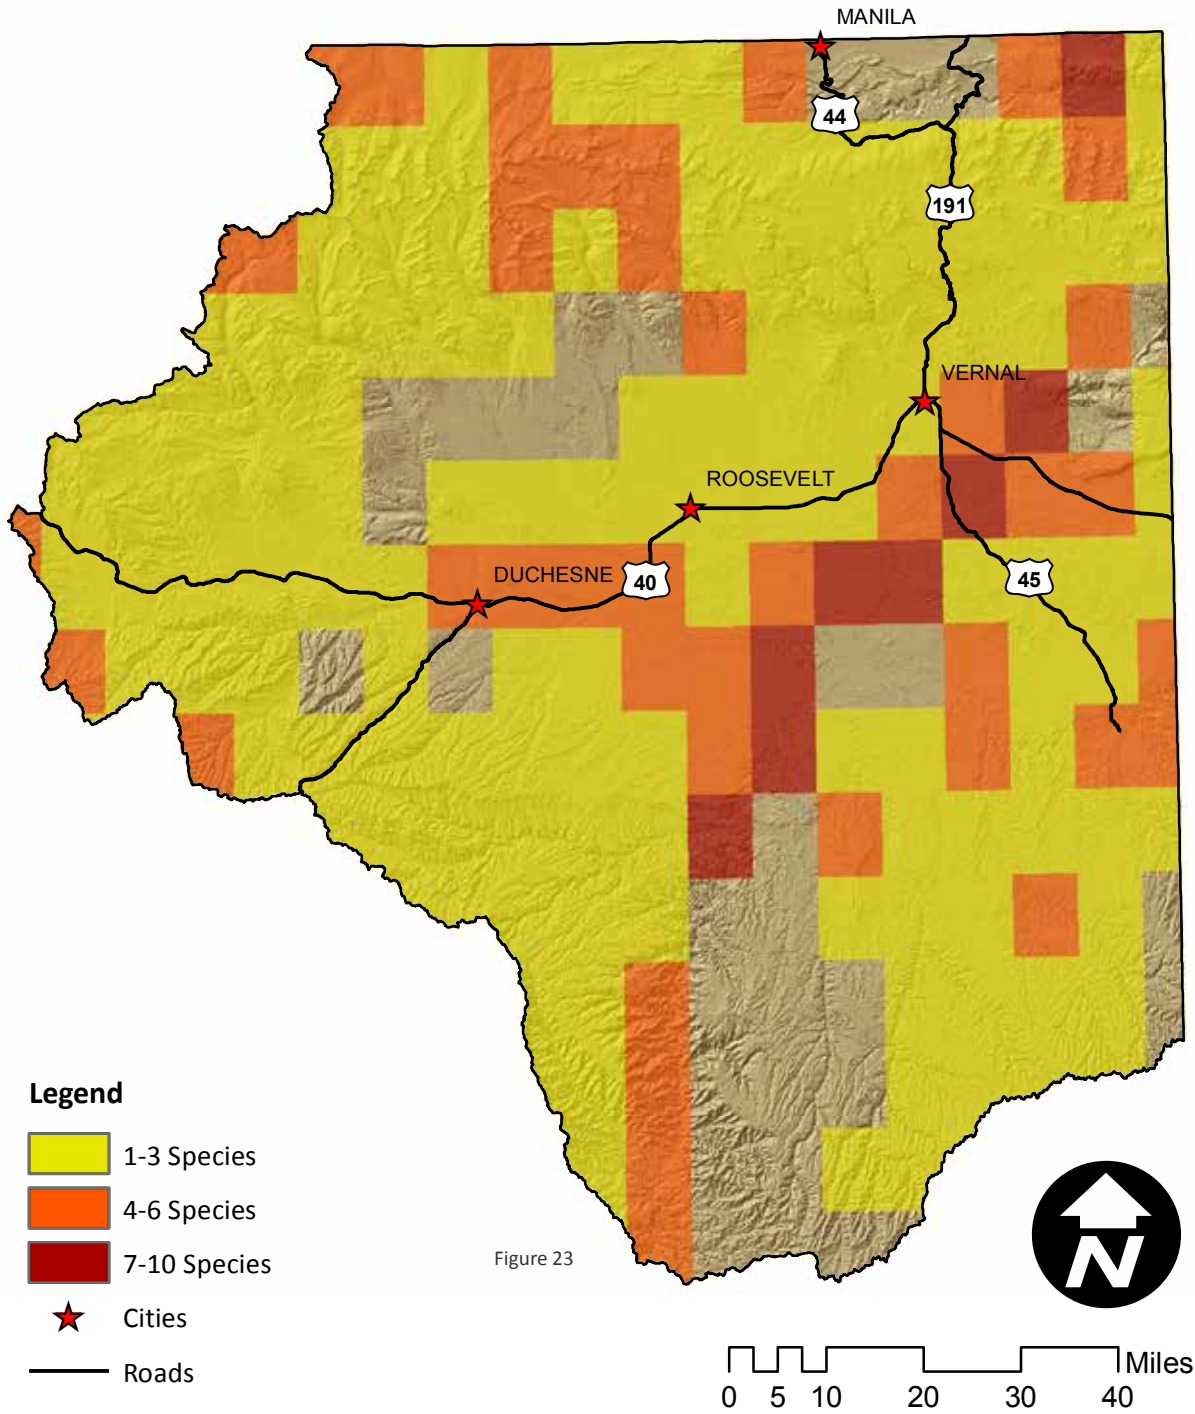 MANILA
44
191
VERNAL
ROOSEVELT
DUCHESNE
40
45
Legend
1-3 Species
4-6 Species
7-10 Species
Cities
Roads
Figure 23
N
Miles
0 5 10 20 30 40